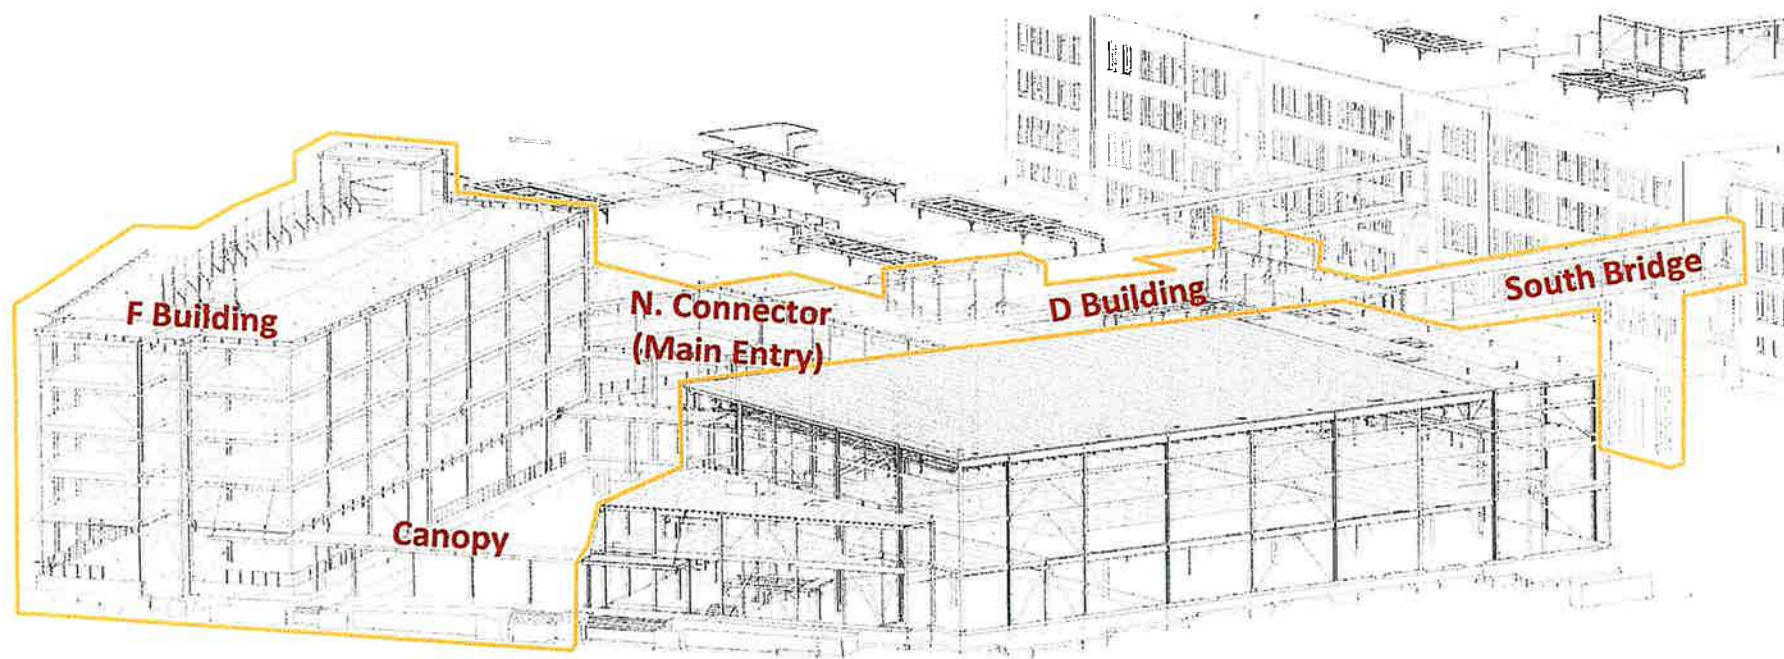 F Building
N. Connector
(Main Entry)
D Building
South Bridge
Canopy